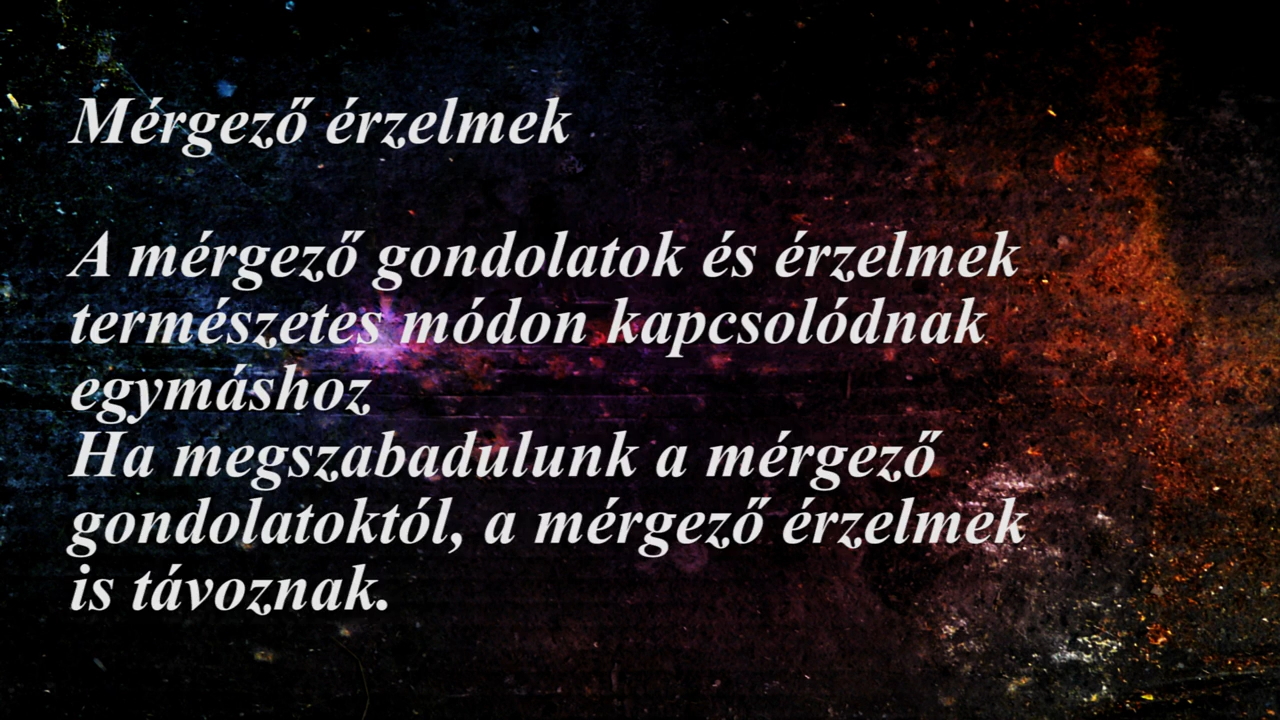 Mérgező érzelmek
A mérgező gondolatok és érzelmek
természetes módon kapcsolódnak
egymáshoz
Ha megszabadulunk a mérgező
gondolatoktól, a mérgező érzelmek
is távoznak.